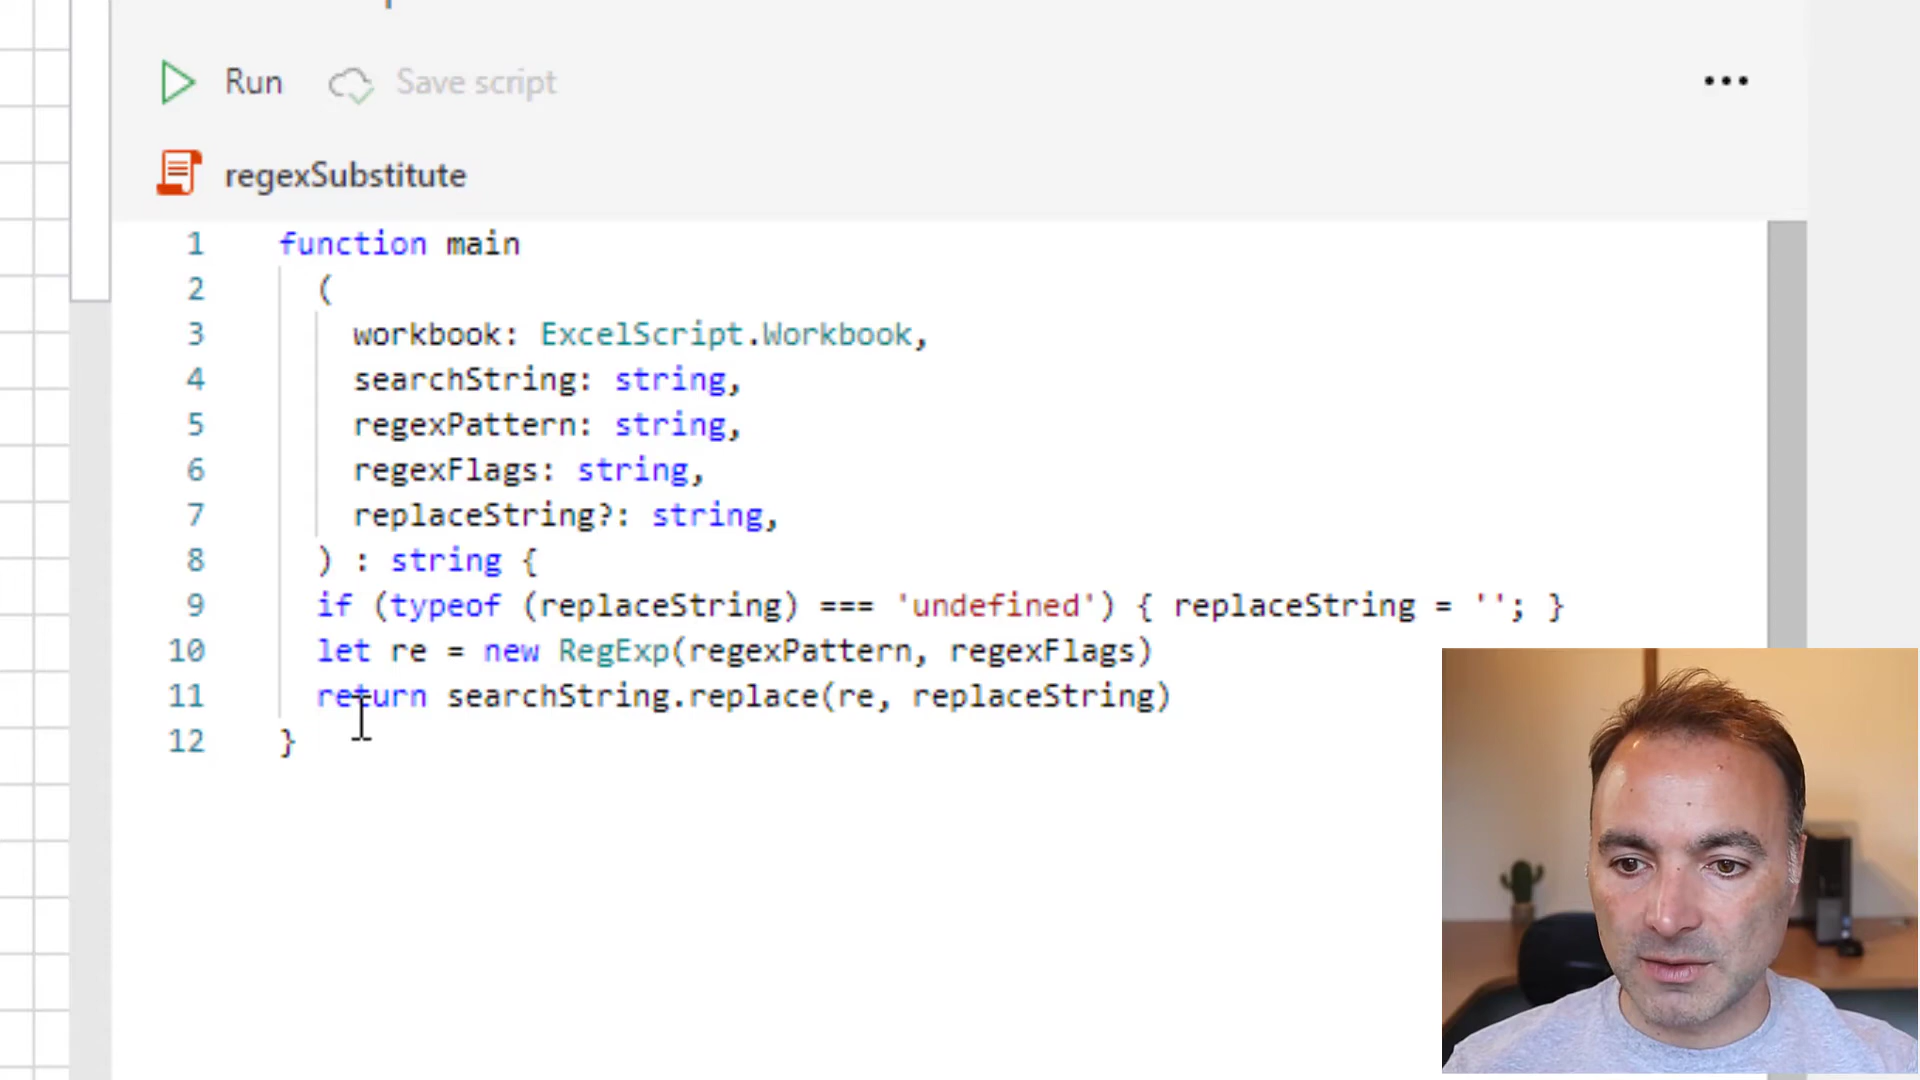 Run Save script ...
regexSubstitute
1 function main
2 (
3 workbook: ExcelScript.Workbook,
4 searchString: string,
5 regexPattern: string,
6 regexFlags: string,
7 replaceString?: string,
8 ) : string {
9 if (typeof (replaceString) === 'undefined') { replaceString = ''; }
10 let re = new RegExp(regexPattern, regexFlags)
11 return searchString.replace(re, replaceString)
12 }